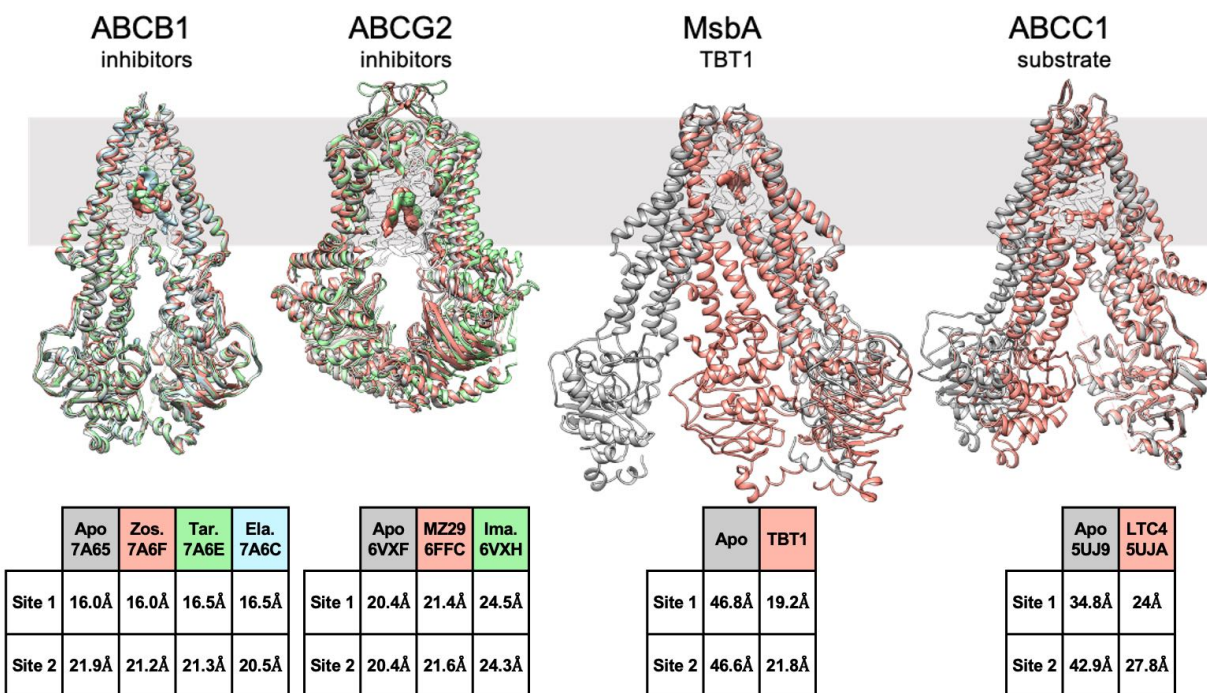 ABCB1
inhibitors
ABCG2
inhibitors
MsbA
TBT1
ABCC1
substrate
Apo 7A65 Zos. 7A6F Tar. 7A6E Ela. 7A6C
Site 1 16.0Å 16.0Å 16.5Å 16.5Å
Site 2 21.9Å 21.2Å 21.3Å 20.5Å
Apo 6VXF MZ29 6FFC Ima. 6VXH
Site 1 20.4Å 21.4Å 24.5Å
Site 2 20.4Å 21.6Å 24.3Å
Apo TBT1
Site 1 46.8Å 19.2Å
Site 2 46.6Å 21.8Å
Apo 5UJ9 LTC4 5UJA
Site 1 34.8Å 24Å
Site 2 42.9Å 27.8Å